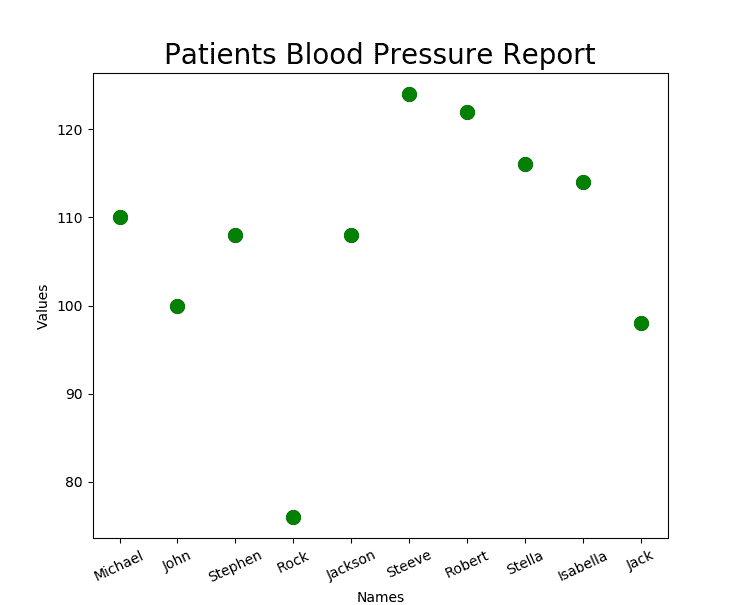 Patients Blood Pressure Report
120
110
100
90
80
Values
Michael John Stephen Rock Jackson Steeve Robert Stella Isabella Jack
Names